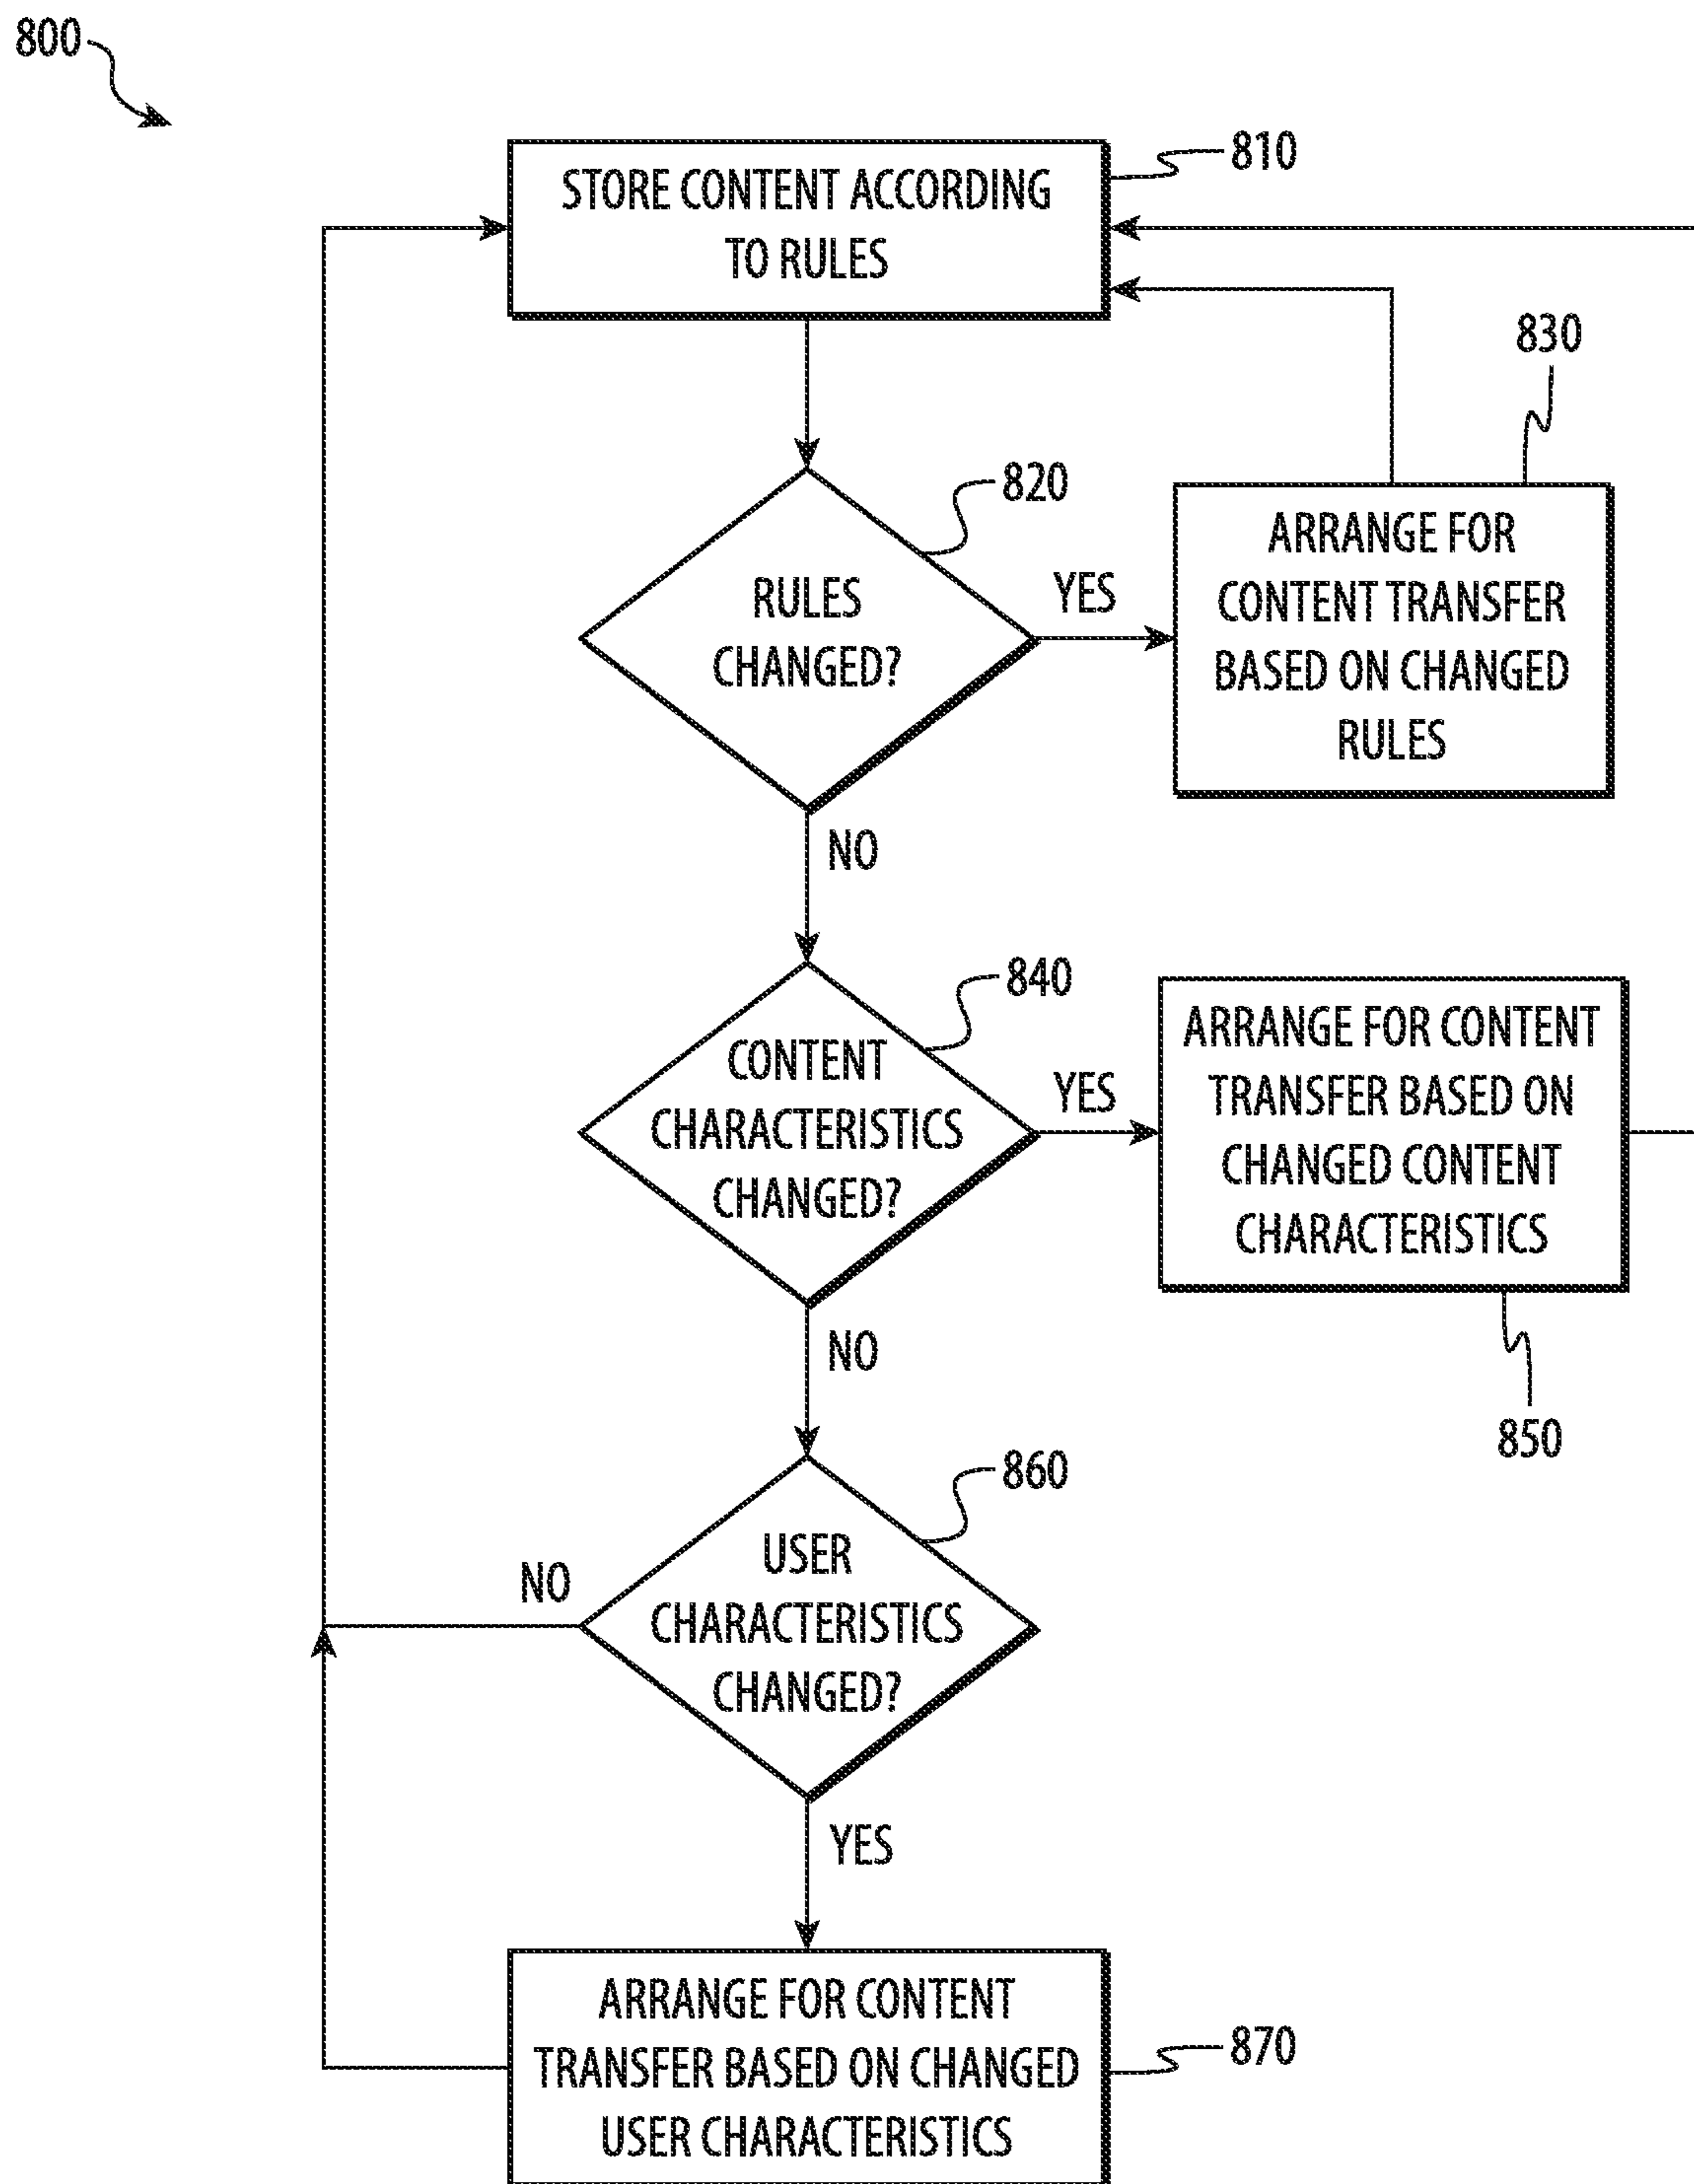 800
810
STORE CONTENT ACCORDING
TO RULES
830
820
RULES
CHANGED?
YES
ARRANGE FOR
CONTENT TRANSFER
BASED ON CHANGED
RULES
NO
840
CONTENT
CHARACTERISTICS
CHANGED?
YES
ARRANGE FOR CONTENT
TRANSFER BASED ON
CHANGED CONTENT
CHARACTERISTICS
NO
850
860
USER
CHARACTERISTICS
CHANGED?
NO
YES
ARRANGE FOR CONTENT
TRANSFER BASED ON CHANGED
USER CHARACTERISTICS
870